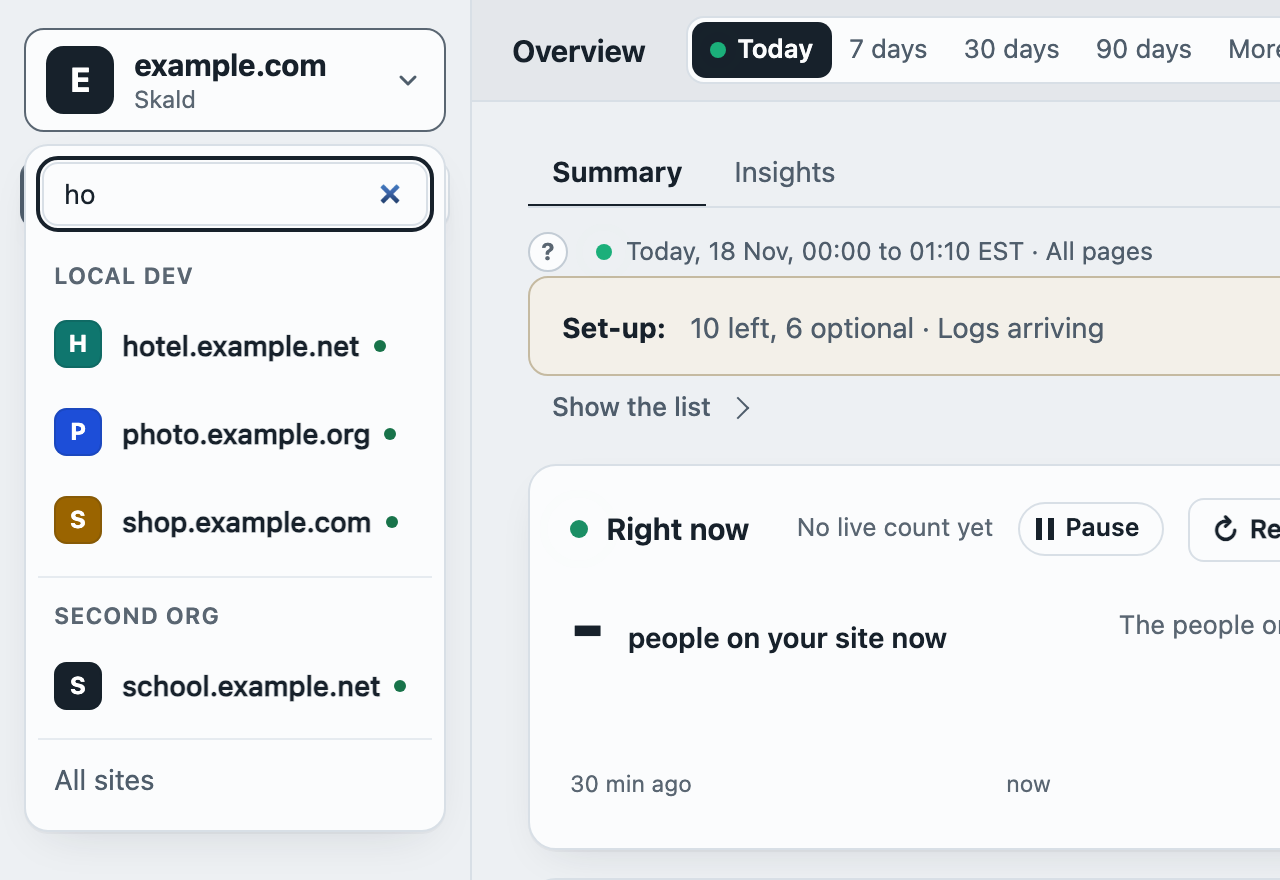 E
example.com
Skald
ho
LOCAL DEV
H
hotel.example.net
P
photo.example.org
S
shop.com
SECOND ORG
S
school.example.net
All sites
Overview
Today
7 days
30 days
90 days
More
Summary
Insights
?
Today, 18 Nov, 00:00 to 01:10 EST · All pages
Set-up: 10 left, 6 optional · Logs arriving
Show the list
Right now
No live count yet
Pause
Re
people on your site now
The people or
30 min ago
now